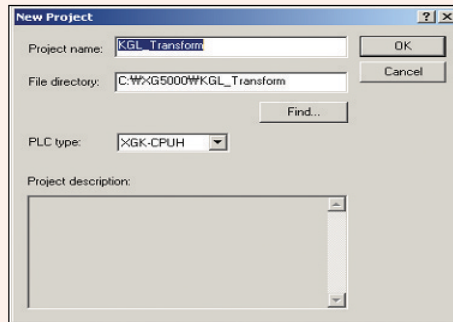 New Project
Project name: KGL_Transform
OK
File directory: C:₩XG5000₩KGL_Transform
Cancel
Find...
PLC type: XGK-CPUH
Project description: